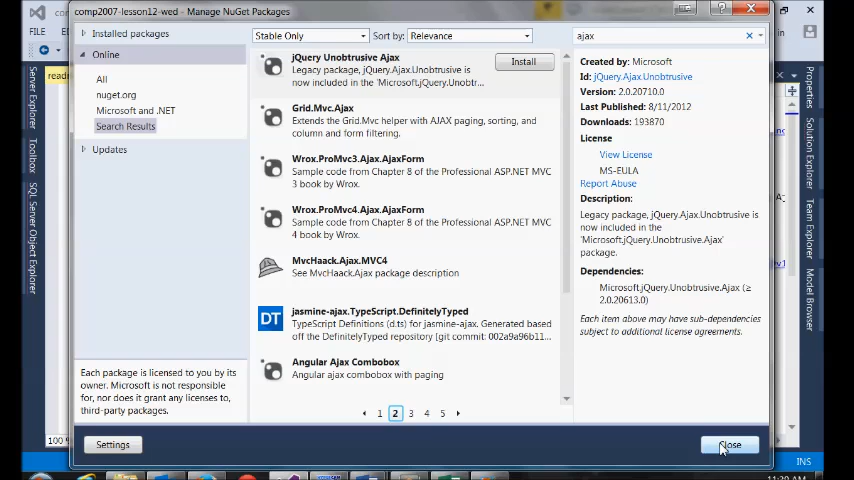 comp2007-lesson12-wed - Manage NuGet Packages
FILE
Installed packages
Online
All
nuget.org
Microsoft and .NET
Search Results
Updates
Stable Only
Sort by: Relevance
ajax
jQuery Unobtrusive Ajax
Legacy package, jQuery.Ajax.Unobtrusive is
now included in the 'Microsoft.jQuery.Unobtr...
Install
Grid.Mvc.Ajax
Extends the Grid.Mvc helper with AJAX paging, sorting, and
column and form filtering.
Wrox.ProMvc3.Ajax.AjaxForm
Sample code from Chapter 8 of the Professional ASP.NET MVC
3 book by Wrox.
Wrox.ProMvc4.Ajax.AjaxForm
Sample code from Chapter 8 of the Professional ASP.NET MVC
4 book by Wrox.
MvcHaack.Ajax.MVC4
See MvcHaack.Ajax package description
DT
jasmine-ajax.TypeScript.DefinitelyTyped
TypeScript Definitions (d.ts) for jasmine-ajax. Generated based
off the DefinitelyTyped repository [git commit: 002a9a96b11...
Angular Ajax Combobox
Angular ajax combobox with paging
1 2 3 4 5
Created by: Microsoft
Id: jQuery.Ajax.Unobtrusive
Version: 2.0.20710.0
Last Published: 8/11/2012
Downloads: 193870
License
View License
MS-EULA
Report Abuse
Description:
Legacy package, jQuery.Ajax.Unobtrusive is
now included in the
'Microsoft.jQuery.Unobtrusive.Ajax'
package.
Dependencies:
Microsoft.jQuery.Unobtrusive.Ajax (≥
2.0.20613.0)
Each item above may have sub-dependencies
subject to additional license agreements.
Each package is licensed to you by its
owner. Microsoft is not responsible
for, nor does it grant any licenses to,
third-party packages.
Settings
Close
Server Explorer
Toolbox
SQL Server Object Explorer
Properties
Solution Explorer
Team Explorer
Model Browser
100 %
INS